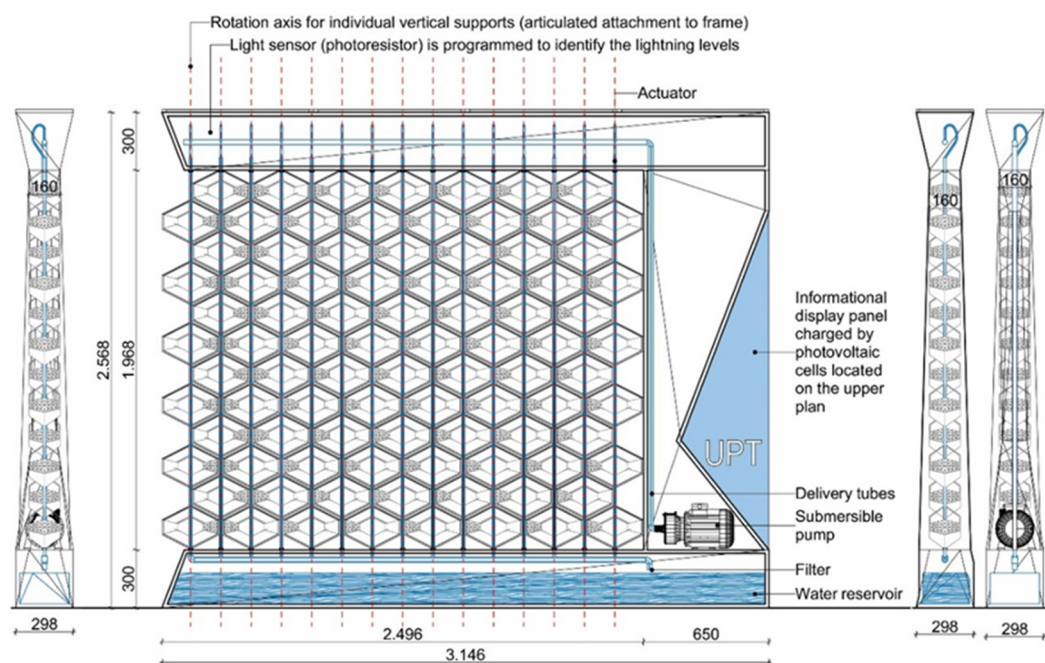 Rotation axis for individual vertical supports (articulated attachment to frame)
Light sensor (photoresistor) is programmed to identify the lightning levels
Actuator
300
160
160
160
2.568
1.968
Informational
display panel
charged by
photovoltaic
cells located
on the upper
plan
UPT
Delivery tubes
Submersible
pump
Filter
300
Water reservoir
298
2.496
650
298
298
3.146